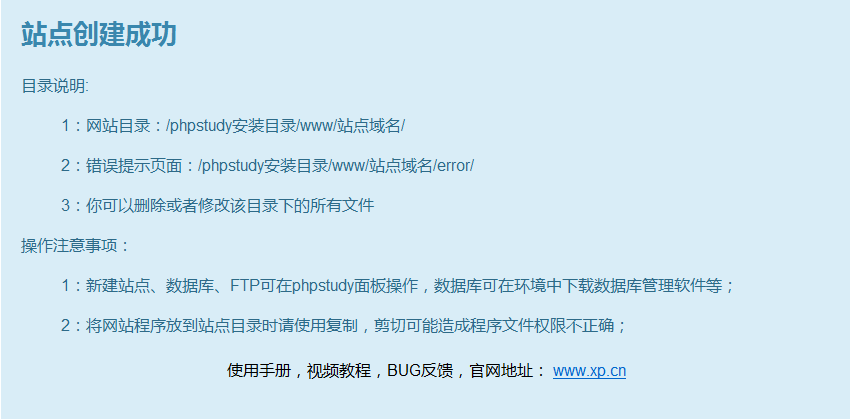 站点创建成功
目录说明:
1：网站目录：/phpstudy安装目录/www/站点域名/
2：错误提示页面：/phpstudy安装目录/www/站点域名/error/
3：你可以删除或者修改该目录下的所有文件
操作注意事项：
1：新建站点、数据库、FTP可在phpstudy面板操作，数据库可在环境中下载数据库管理软件等；
2：将网站程序放到站点目录时请使用复制，剪切可能造成程序文件权限不正确；
使用手册，视频教程，BUG反馈，官网地址： www.xp.cn